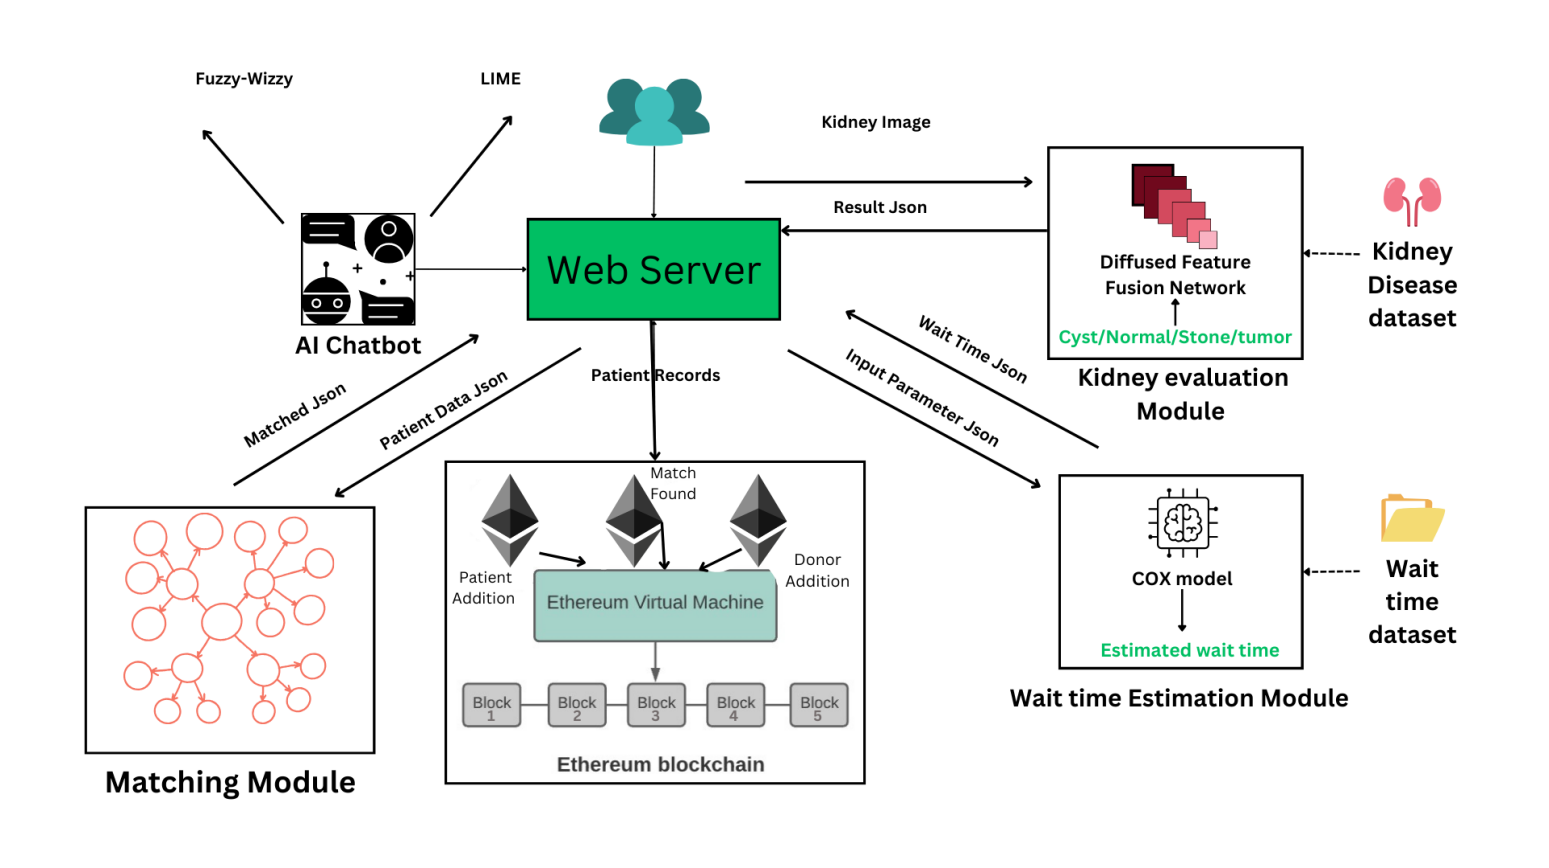 Fuzzy-Wizzy
LIME
Kidney Image
Result Json
Web Server
AI Chatbot
Diffused Feature
Fusion Network
Cyst/Normal/Stone/tumor
Kidney evaluation
Module
Kidney
Disease
dataset
Matched Json
Patient Data Json
Patient Records
Wait Time Json
Input Parameter Json
Match
Found
Patient
Addition
Donor
Addition
Ethereum Virtual Machine
Block
1
Block
2
Block
3
Block
4
Block
5
Ethereum blockchain
Matching Module
COX model
Estimated wait time
Wait time Estimation Module
Wait
time
dataset